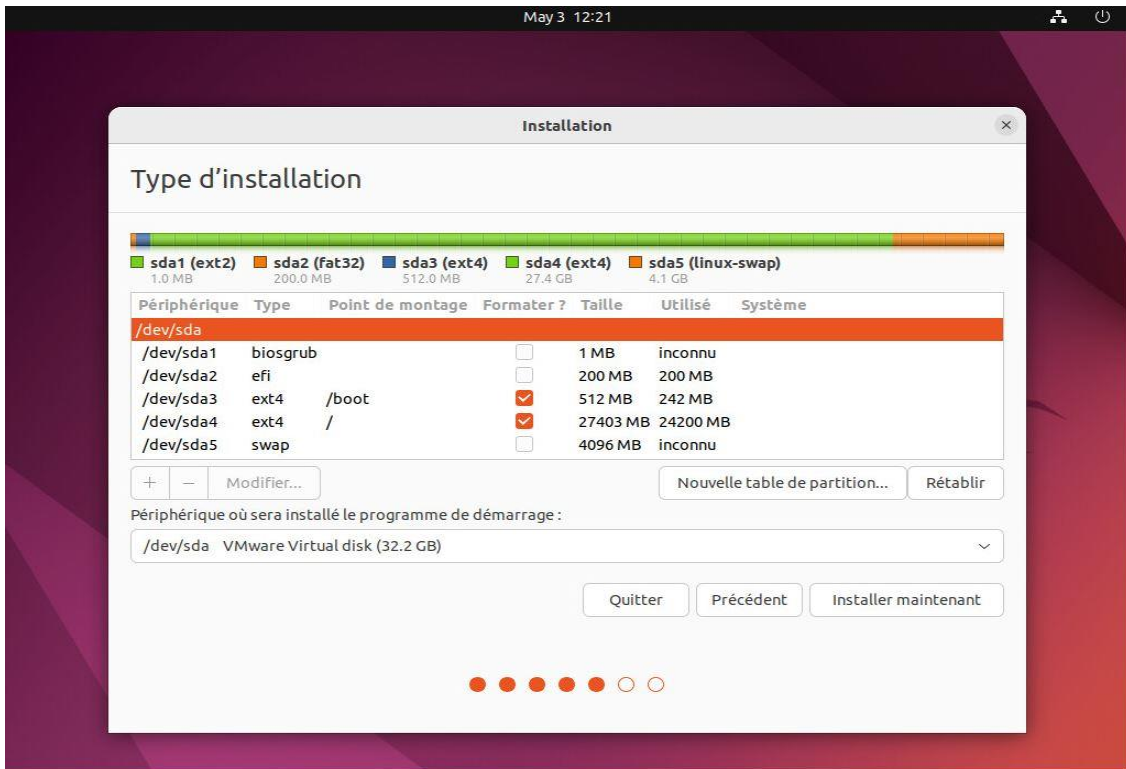 May 3 12:21
Installation
Type d'installation
sda1 (ext2) sda2 (fat32) sda3 (ext4) sda4 (ext4) sda5 (linux-swap)
1.0 MB 200.0 MB 512.0 MB 27.4 GB 4.1 GB
Périphérique Type Point de montage Formater ? Taille Utilisé Système
/dev/sda
/dev/sda1 biosgrub 1 MB inconnu
/dev/sda2 efi 200 MB 200 MB
/dev/sda3 ext4 /boot 512 MB 242 MB
/dev/sda4 ext4 / 27403 MB 24200 MB
/dev/sda5 swap 4096 MB inconnu
+ − Modifier... Nouvelle table de partition... Rétablir
Périphérique où sera installé le programme de démarrage :
/dev/sda VMware Virtual disk (32.2 GB)
Quitter Précédent Installer maintenant